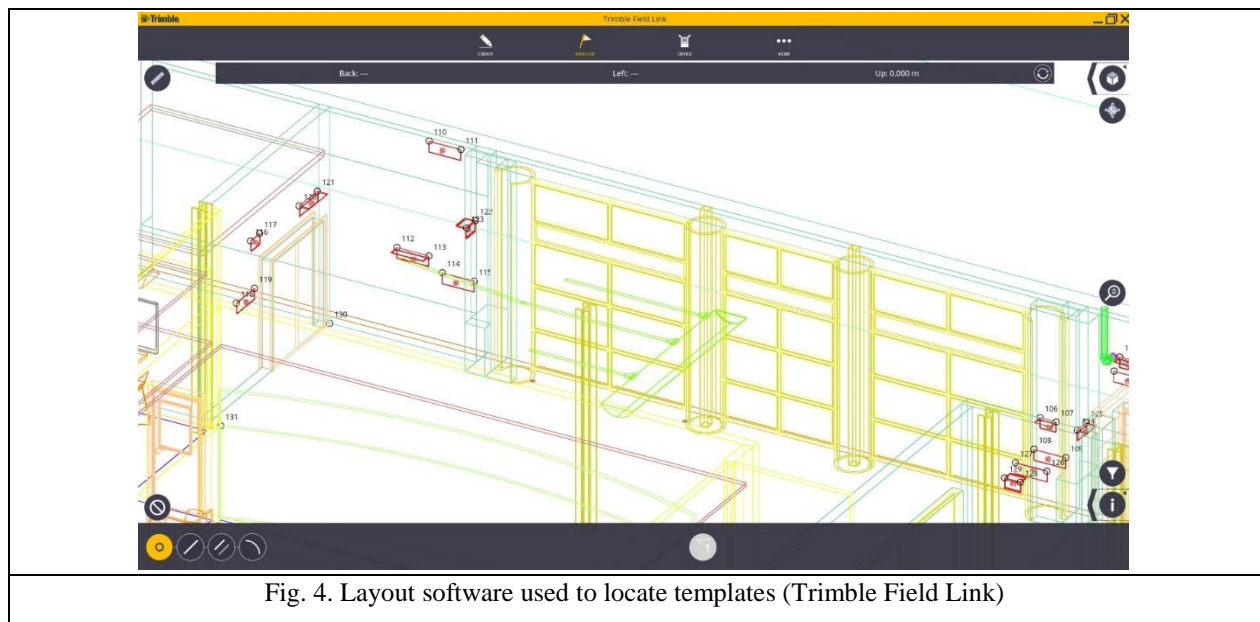 Trimble
Trimble Field Link
CREATE MEASURE DEVICE MORE
Back: --- Left: --- Up: 0.000 m
110 111
121
122
117
112 113
114 115
119
130
131
106 107
108
109
127 126
129 128
Fig. 4. Layout software used to locate templates (Trimble Field Link)